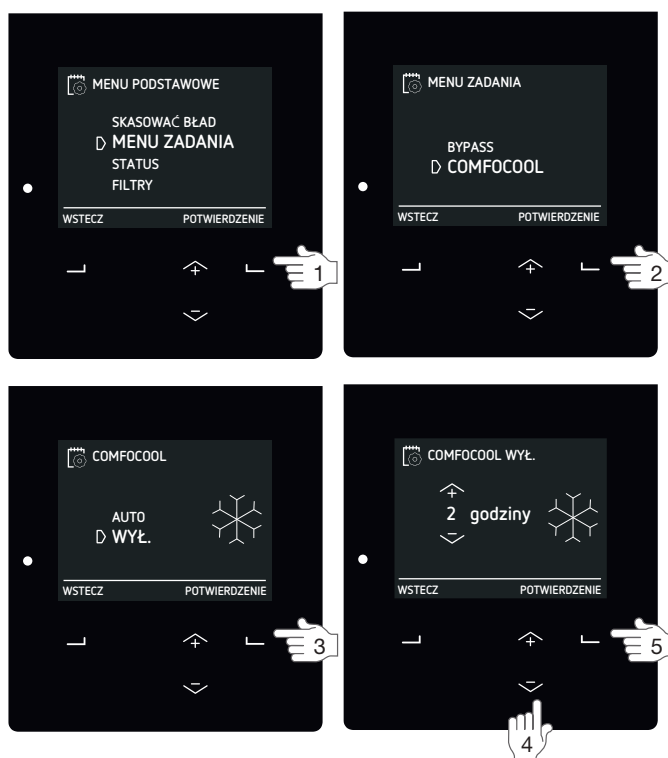 MENU PODSTAWOWE
SKASOWAĆ BŁAD
MENU ZADANIA
STATUS
FILTRY
WSTECZ POTWIERDZENIE
1
MENU ZADANIA
BYPASS
COMFOCOOL
WSTECZ POTWIERDZENIE
2
COMFOCOOL
AUTO
WYŁ.
WSTECZ POTWIERDZENIE
3
COMFOCOOL WYŁ.
2 godziny
WSTECZ POTWIERDZENIE
5
4